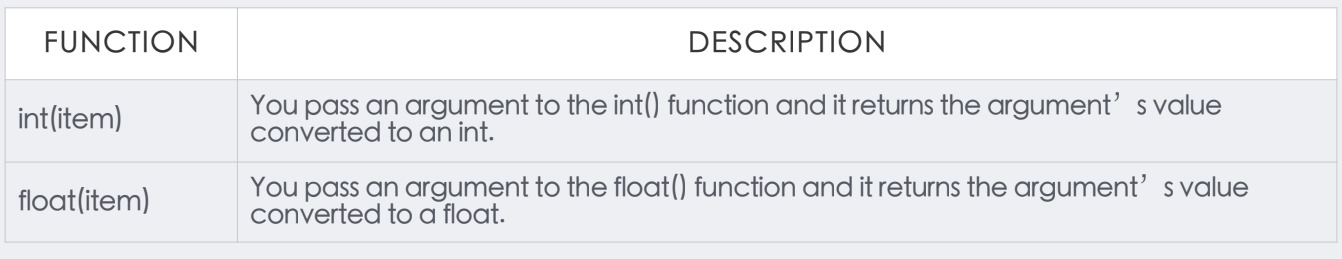 FUNCTION
DESCRIPTION
int(item)
You pass an argument to the int() function and it returns the argument’s value
converted to an int.
float(item)
You pass an argument to the float() function and it returns the argument’s value
converted to a float.